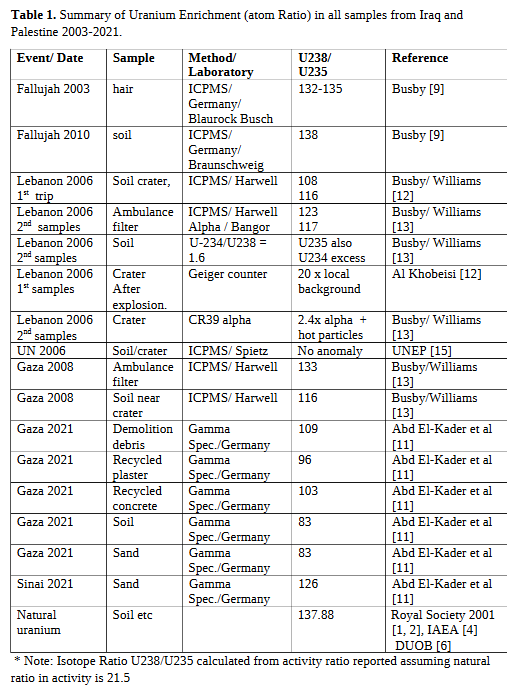 Table 1. Summary of Uranium Enrichment (atom Ratio) in all samples from Iraq and
Palestine 2003-2021.
Event/ Date Sample Method/ Laboratory U238/ U235 Reference
Fallujah 2003 hair ICPMS/ Germany/ Blaurock Busch 132-135 Busby [9]
Fallujah 2010 soil ICPMS/ Germany/ Braunschweig 138 Busby [9]
Lebanon 2006 1st trip Soil crater, ICPMS/ Harwell 108 116 Busby/ Williams [12]
Lebanon 2006 2nd samples Ambulance filter ICPMS/ Harwell Alpha / Bangor 123 117 Busby/ Williams [13]
Lebanon 2006 2nd samples Soil U-234/U238 = 1.6 U235 also U234 excess Busby/ Williams [13]
Lebanon 2006 1st samples Crater After explosion. Geiger counter 20 x local background Al Khobeisi [12]
Lebanon 2006 2nd samples Crater CR39 alpha 2.4x alpha + hot particles Busby/ Williams [13]
UN 2006 Soil/crater ICPMS/ Spietz No anomaly UNEP [15]
Gaza 2008 Ambulance filter ICPMS/ Harwell 133 Busby/Williams [13]
Gaza 2008 Soil near crater ICPMS/ Harwell 116 Busby/Williams [13]
Gaza 2021 Demolition debris Gamma Spec./Germany 109 Abd El-Kader et al [11]
Gaza 2021 Recycled plaster Gamma Spec./Germany 96 Abd El-Kader et al [11]
Gaza 2021 Recycled concrete Gamma Spec./Germany 103 Abd El-Kader et al [11]
Gaza 2021 Soil Gamma Spec./Germany 83 Abd El-Kader et al [11]
Gaza 2021 Sand Gamma Spec./Germany 83 Abd El-Kader et al [11]
Sinai 2021 Sand Gamma Spec./Germany 126 Abd El-Kader et al [11]
Natural uranium Soil etc 137.88 Royal Society 2001 [1, 2], IAEA [4] DUOB [6]
* Note: Isotope Ratio U238/U235 calculated from activity ratio reported assuming natural
ratio in activity is 21.5